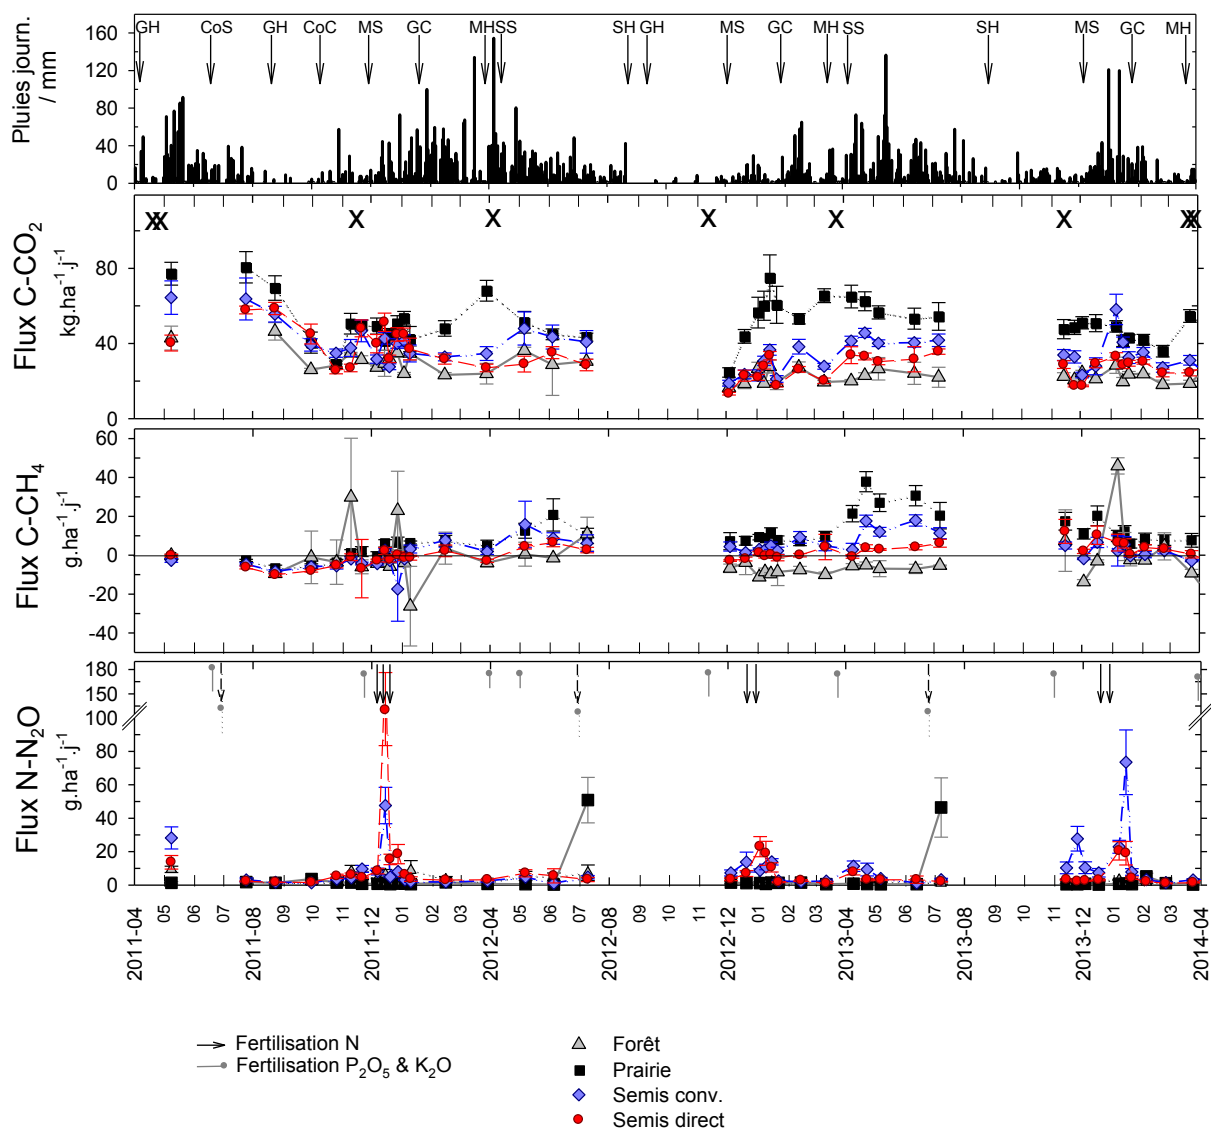 GH CoS GH CoC MS GC MH SS SH GH MS GC MH SS SH MS GC MH
Pluies journ.
/ mm
160
120
80
40
0
X X X X X X X X X
Flux C-CO₂
kg.ha⁻¹.j⁻¹
80
40
0
Flux C-CH₄
g.ha⁻¹.j⁻¹
60
40
20
0
-20
-40
Flux N-N₂O
g.ha⁻¹.j⁻¹
180
150
100
80
60
40
20
0
2011-04 05 06 07 2011-08 09 10 11 2011-12 01 02 03 2012-04 05 06 07 08 09 10 11 2012-12 01 02 03 2013-04 05 06 07 08 09 10 11 2013-12 01 02 03 2014-04
Fertilisation N
Fertilisation P₂O₅ & K₂O
Forêt
Prairie
Semis conv.
Semis direct